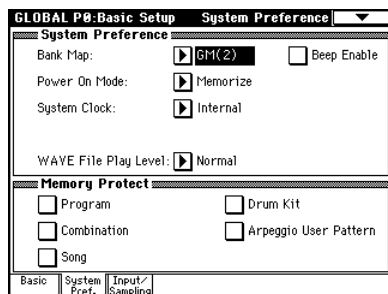 GLOBAL P0:Basic Setup System Preference
System Preference
Bank Map: GM(2) Beep Enable
Power On Mode: Memorize
System Clock: Internal
WAVE File Play Level: Normal
Memory Protect
Program Drum Kit
Combination Arpeggio User Pattern
Song
Basic System Pref. Input/Sampling